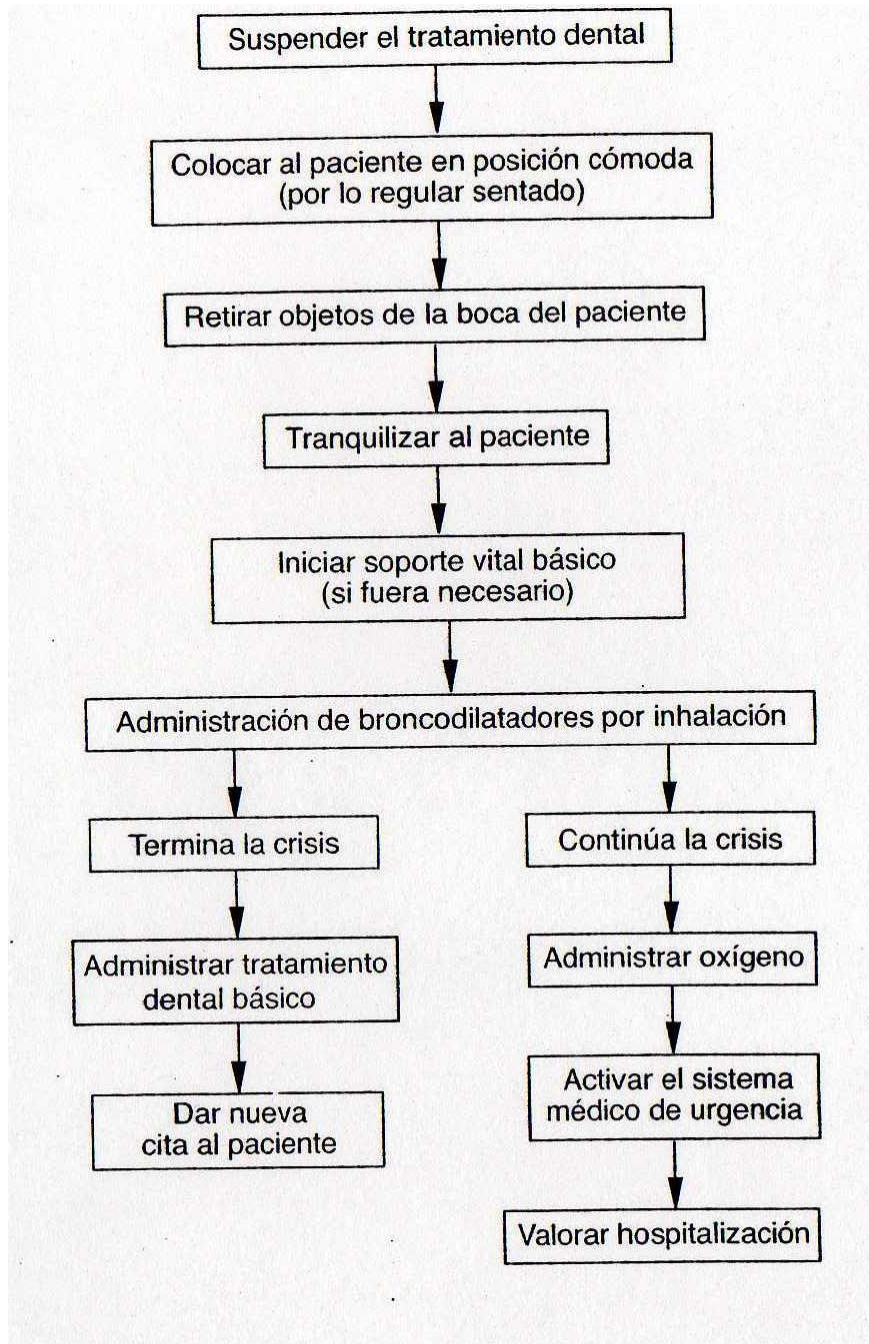 Suspender el tratamiento dental
Colocar al paciente en posición cómoda
(por lo regular sentado)
Retirar objetos de la boca del paciente
Tranquilizar al paciente
Iniciar soporte vital básico
(si fuera necesario)
Administración de broncodilatadores por inhalación
Termina la crisis
Administrar tratamiento
dental básico
Dar nueva
cita al paciente
Continúa la crisis
Administrar oxígeno
Activar el sistema
médico de urgencia
Valorar hospitalización